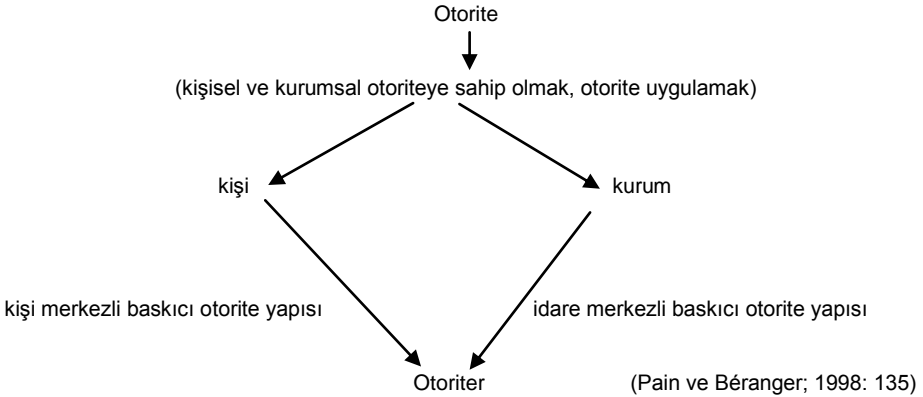 Otorite
(kişisel ve kurumsal otoriteye sahip olmak, otorite uygulamak)
kişi
kurum
kişi merkezli baskıcı otorite yapısı
idare merkezli baskıcı otorite yapısı
Otoriter
(Pain ve Béranger; 1998: 135)